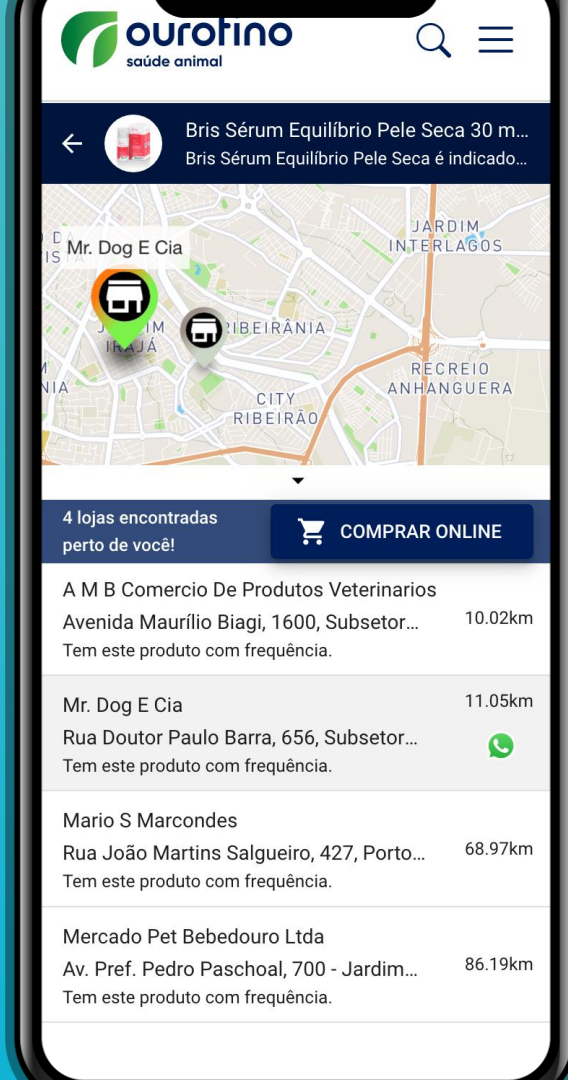 ourofino
saúde animal
Bris Sérum Equilíbrio Pele Seca 30 m...
Bris Sérum Equilíbrio Pele Seca é indicado...
JARDIM
INTERLAGOS
Mr. Dog E Cia
IRAJÁ
RIBEIRÂNIA
RECREIO
ANHANGUERA
CITY
RIBEIRÃO
4 lojas encontradas
perto de você!
COMPRAR ONLINE
A M B Comercio De Produtos Veterinarios
Avenida Maurílio Biagi, 1600, Subsetor...
10.02km
Tem este produto com frequência.
Mr. Dog E Cia
11.05km
Rua Doutor Paulo Barra, 656, Subsetor...
Tem este produto com frequência.
Mario S Marcondes
Rua João Martins Salgueiro, 427, Porto...
68.97km
Tem este produto com frequência.
Mercado Pet Bebedouro Ltda
Av. Pref. Pedro Paschoal, 700 - Jardim...
86.19km
Tem este produto com frequência.